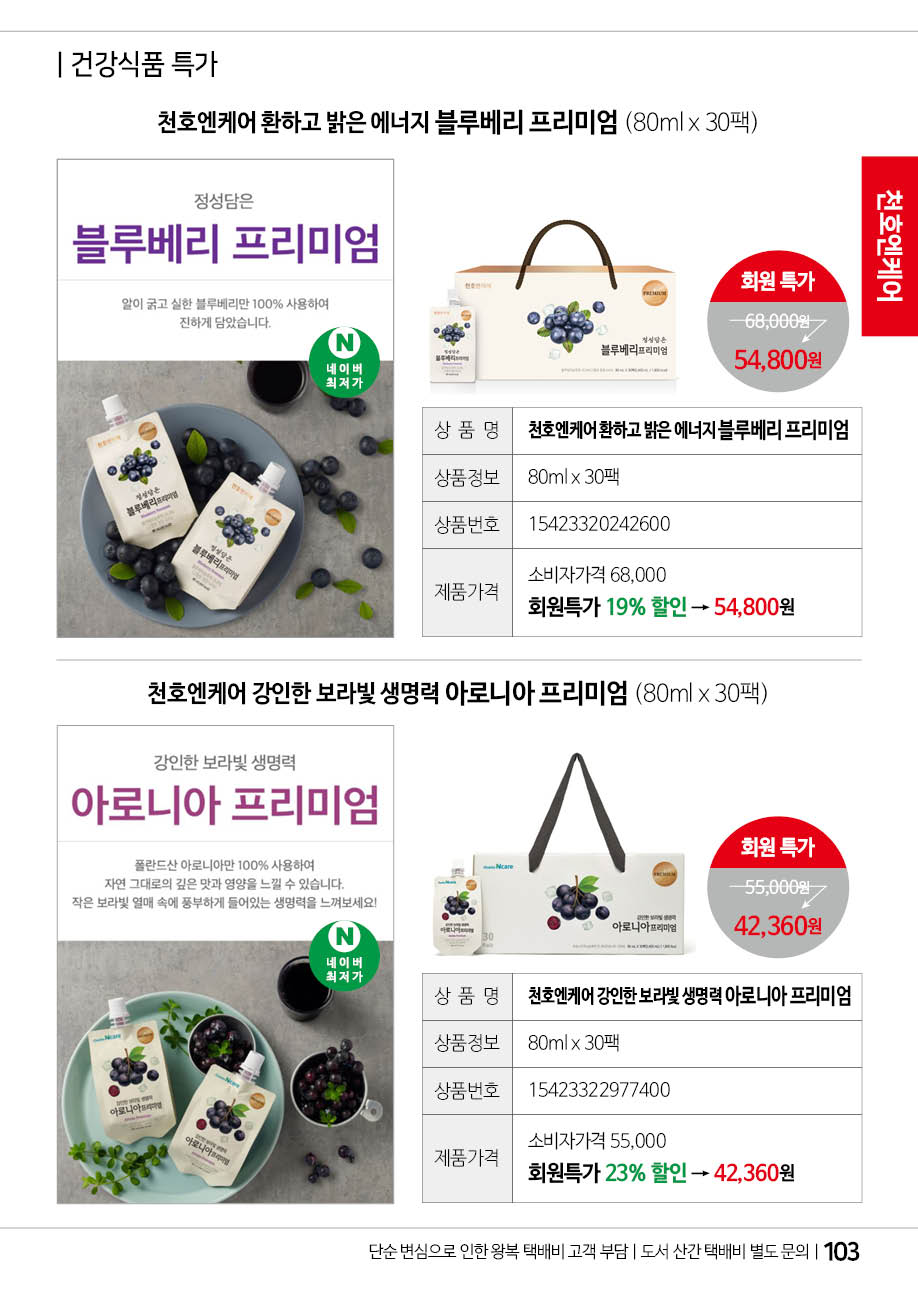 | 건강식품 특가
천호엔케어 환하고 밝은 에너지 블루베리 프리미엄 (80ml x 30팩)
정성담은
블루베리 프리미엄
알이 굵고 실한 블루베리만 100% 사용하여
진하게 담았습니다.
N
네이버
최저가
천호엔케어
PREMIUM
정성담은
블루베리프리미엄
회원 특가
68,000원
54,800원
천호엔케어
상 품 명
천호엔케어 환하고 밝은 에너지 블루베리 프리미엄
상품정보
80ml x 30팩
상품번호
15423320242600
제품가격
소비자가격 68,000
회원특가 19% 할인 → 54,800원
천호엔케어 강인한 보라빛 생명력 아로니아 프리미엄 (80ml x 30팩)
강인한 보라빛 생명력
아로니아 프리미엄
폴란드산 아로니아만 100% 사용하여
자연 그대로의 깊은 맛과 영양을 느낄 수 있습니다.
작은 보라빛 열매 속에 풍부하게 들어있는 생명력을 느껴보세요!
N
네이버
최저가
Ncare
PREMIUM
강인한 보라빛 생명력
아로니아프리미엄
30
회원 특가
55,000원
42,360원
상 품 명
천호엔케어 강인한 보라빛 생명력 아로니아 프리미엄
상품정보
80ml x 30팩
상품번호
15423322977400
제품가격
소비자가격 55,000
회원특가 23% 할인 → 42,360원
단순 변심으로 인한 왕복 택배비 고객 부담 | 도서 산간 택배비 별도 문의 | 103